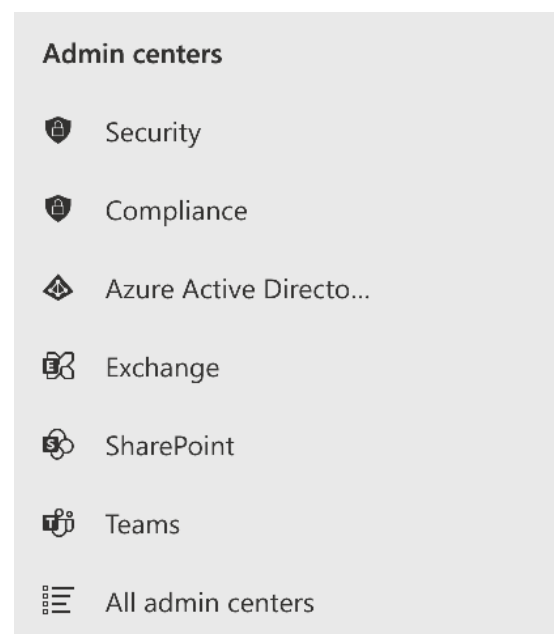 Admin centers
Security
Compliance
Azure Active Directo...
Exchange
SharePoint
Teams
All admin centers